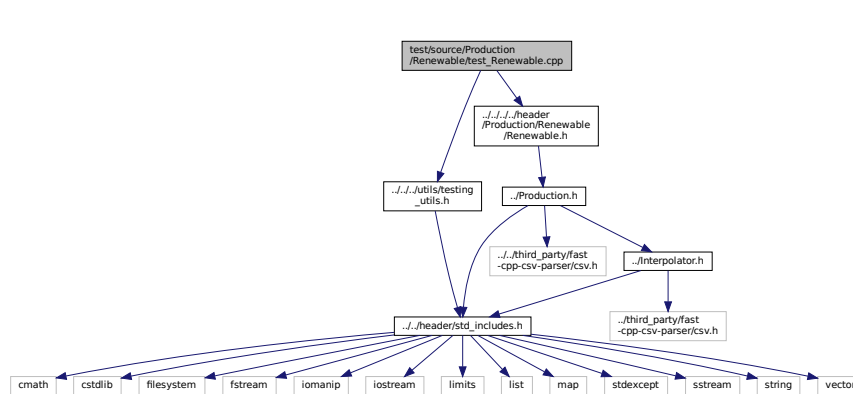 test/source/Production
/Renewable/test_Renewable.cpp
../../../../header
/Production/Renewable
/Renewable.h
../../../utils/testing
_utils.h
../Production.h
../../third_party/fast
-cpp-csv-parser/csv.h
../Interpolator.h
../third_party/fast
-cpp-csv-parser/csv.h
../../header/std_includes.h
cmath
cstdlib
filesystem
fstream
iomanip
iostream
limits
list
map
stdexcept
sstream
string
vector